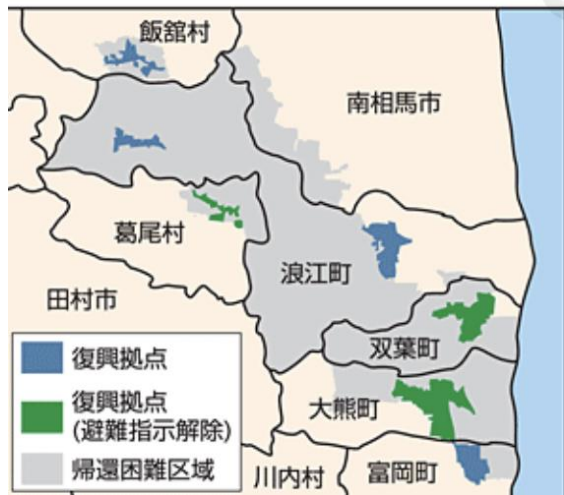 飯舘村
南相馬市
葛尾村
浪江町
田村市
双葉町
大熊町
川内村
富岡町
復興拠点
復興拠点
(避難指示解除)
帰還困難区域